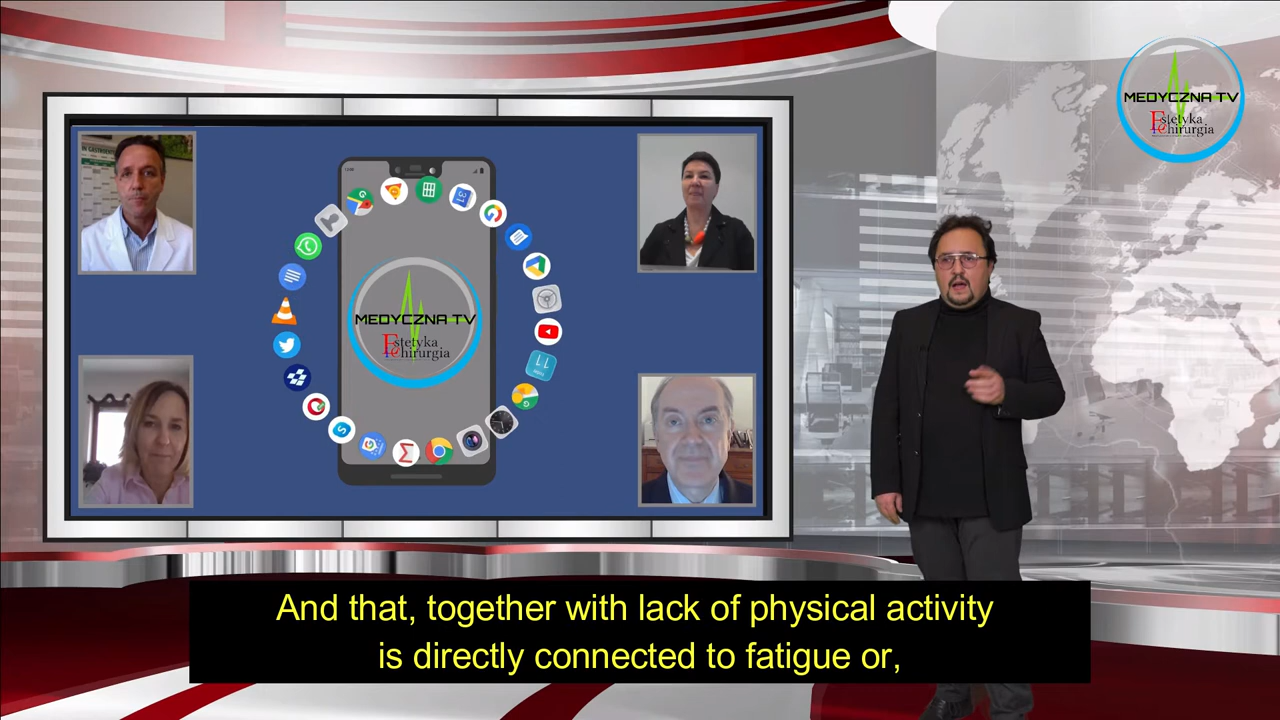 MEDYCZNA TV
Estetyka
Chirurgia
MEDYCZNA TV
Estetyka
Chirurgia
And that, together with lack of physical activity
is directly connected to fatigue or,